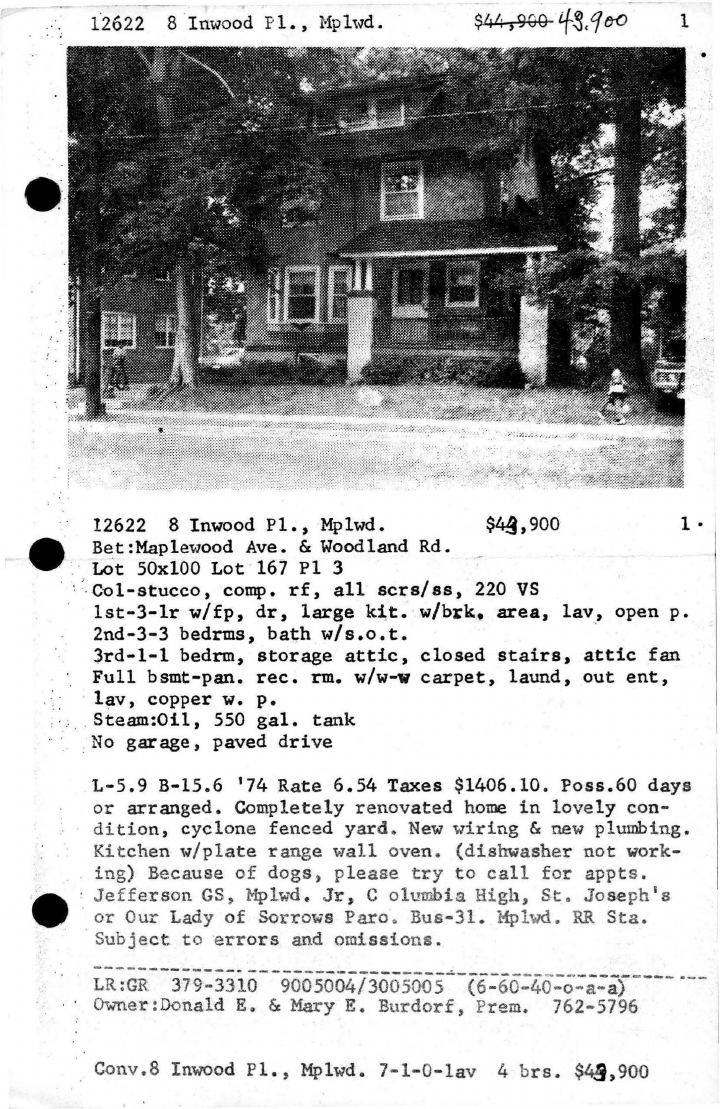 12622 8 Inwood Pl., Mplwd. $44,900 43,900 1
12622 8 Inwood Pl., Mplwd. $43,900 1.
Bet:Maplewood Ave. & Woodland Rd.
Lot 50x100 Lot 167 Pl 3
Col-stucco, comp. rf, all scrs/ss, 220 VS
1st-3-lr w/fp, dr, large kit. w/brk. area, lav, open p.
2nd-3-3 bedrms, bath w/s.o.t.
3rd-1-1 bedrm, storage attic, closed stairs, attic fan
Full bsmt-pan. rec. rm. w/w-w carpet, laund, out ent,
lav, copper w. p.
Steam:Oil, 550 gal. tank
No garage, paved drive
L-5.9 B-15.6 '74 Rate 6.54 Taxes $1406.10. Poss.60 days
or arranged. Completely renovated home in lovely con-
dition, cyclone fenced yard. New wiring & new plumbing.
Kitchen w/plate range wall oven. (dishwasher not work-
ing) Because of dogs, please try to call for appts.
Jefferson GS, Mplwd. Jr, C olumbia High, St. Joseph's
or Our Lady of Sorrows Paro. Bus-31. Mplwd. RR Sta.
Subject to errors and omissions.
LR:GR 379-3310 9005004/3005005 (6-60-40-o-a-a)
Owner:Donald E. & Mary E. Burdorf, Prem. 762-5796
Conv.8 Inwood Pl., Mplwd. 7-1-0-lav 4 brs. $43,900